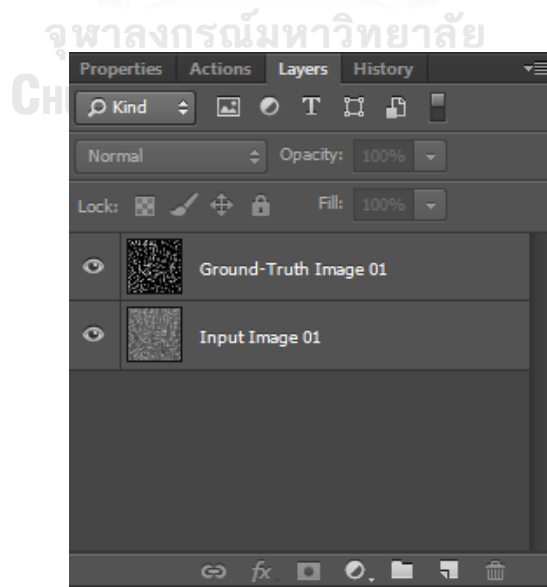 จุฬาลงกรณ์มหาวิทยาลัย
CHU
Properties Actions Layers History
Kind T
Normal Opacity: 100%
Lock: Fill: 100%
Ground-Truth Image 01
Input Image 01
fx